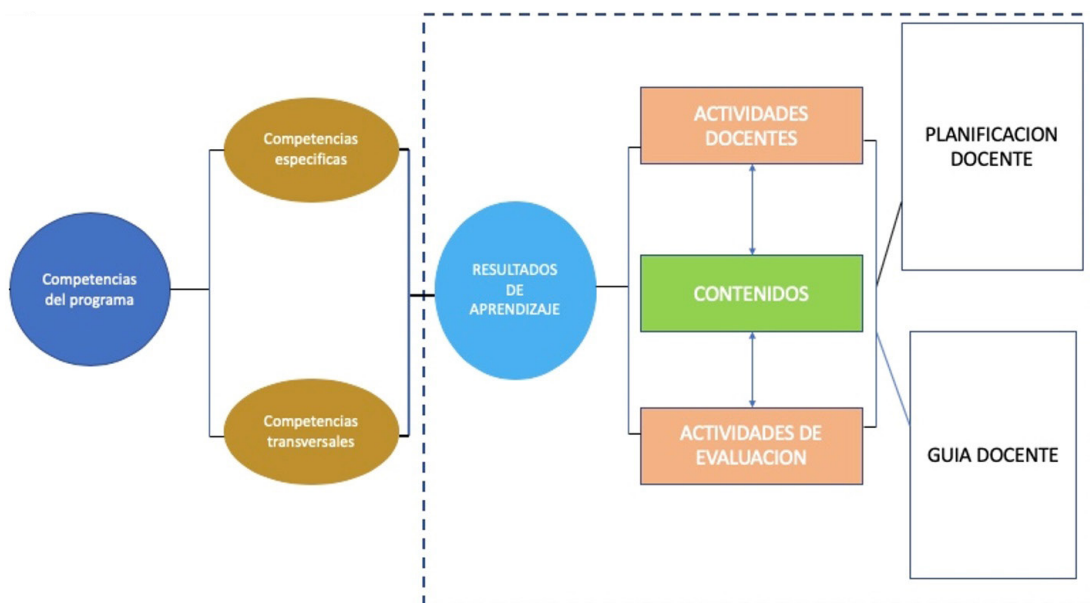 Competencias
del programa
Competencias
especificas
Competencias
transversales
RESULTADOS
DE
APRENDIZAJE
ACTIVIDADES
DOCENTES
CONTENIDOS
ACTIVIDADES DE
EVALUACION
PLANIFICACION
DOCENTE
GUIA DOCENTE